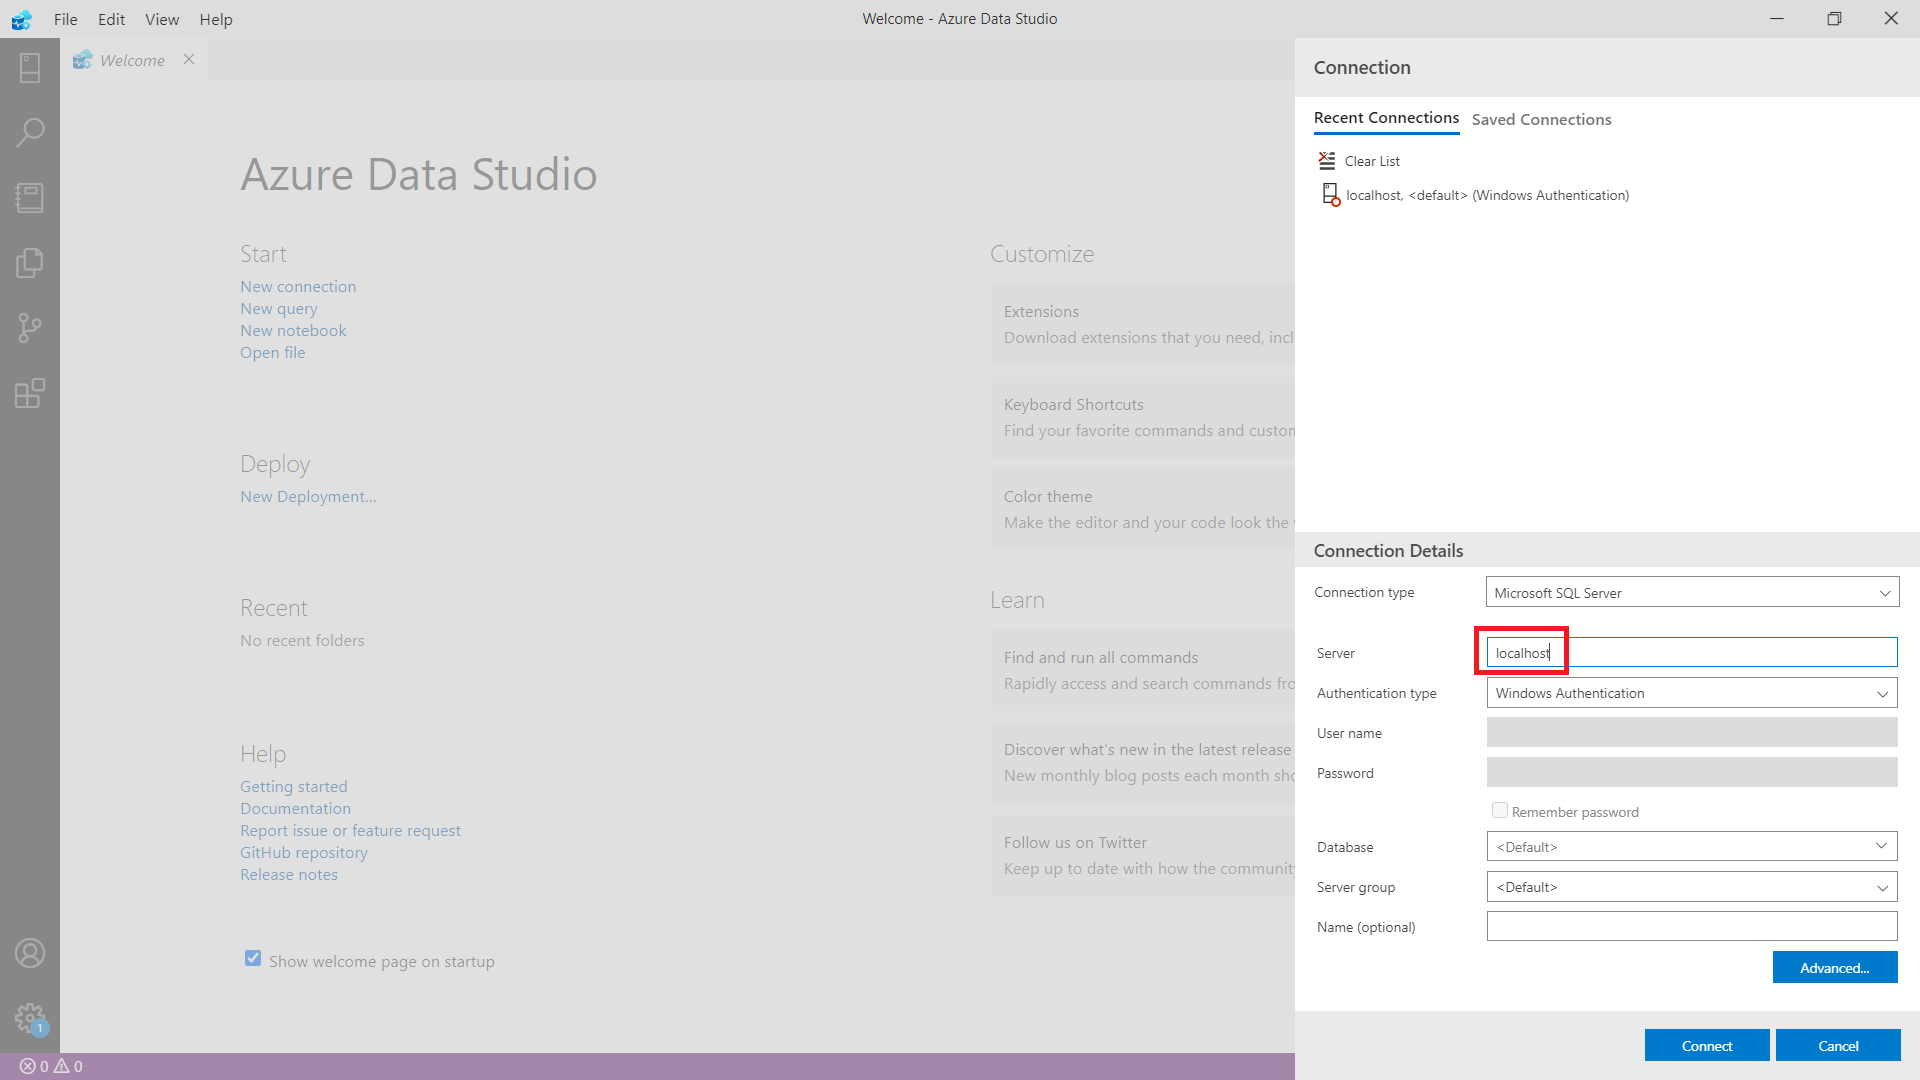 File Edit View Help
Welcome - Azure Data Studio
Welcome
Azure Data Studio
Start
New connection
New query
New notebook
Open file
Deploy
New Deployment...
Recent
No recent folders
Help
Getting started
Documentation
Report issue or feature request
GitHub repository
Release notes
Show welcome page on startup
Customize
Extensions
Download extensions that you need, incl
Keyboard Shortcuts
Find your favorite commands and custom
Color theme
Make the editor and your code look the
Learn
Find and run all commands
Rapidly access and search commands fro
Discover what's new in the latest release
New monthly blog posts each month sho
Follow us on Twitter
Keep up to date with how the community
Connection
Recent Connections Saved Connections
Clear List
localhost, <default> (Windows Authentication)
Connection Details
Connection type Microsoft SQL Server
Server localhost
Authentication type Windows Authentication
User name
Password
Remember password
Database <Default>
Server group <Default>
Name (optional)
Advanced...
Connect Cancel
1
0 0